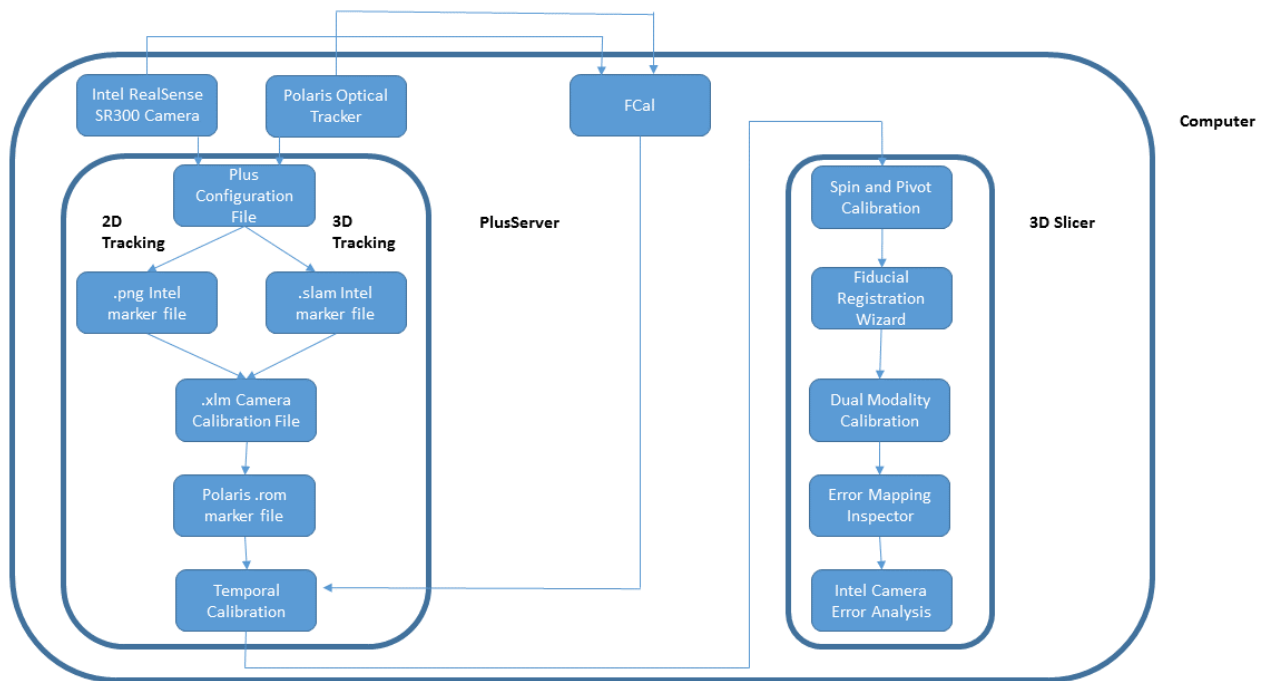 Intel RealSense
SR300 Camera
Polaris Optical
Tracker
FCal
Computer
Plus
Configuration
File
2D
Tracking
3D
Tracking
PlusServer
.png Intel
marker file
.slam Intel
marker file
.xlm Camera
Calibration File
Polaris .rom
marker file
Temporal
Calibration
Spin and Pivot
Calibration
3D Slicer
Fiducial
Registration
Wizard
Dual Modality
Calibration
Error Mapping
Inspector
Intel Camera
Error Analysis